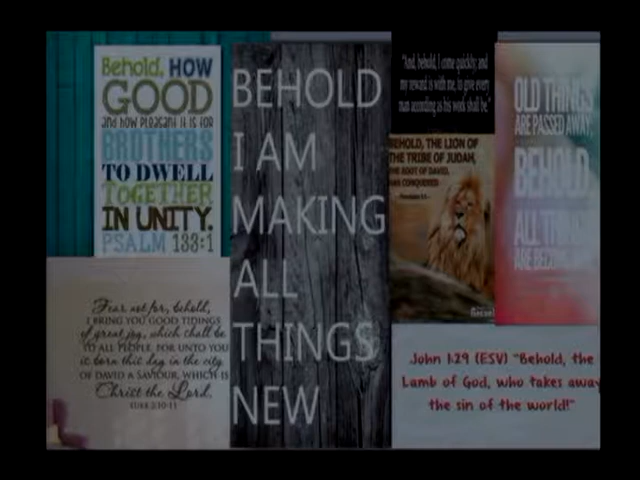 Behold, HOW
GOOD
and how PLEASANT IT IS FOR
BROTHERS
TO DWELL
TOGETHER
IN UNITY.
PSALM 133:1
Fear not for, behold,
I BRING YOU GOOD TIDINGS
of great joy, which shall be
TO ALL PEOPLE. FOR UNTO YOU
is born this day in the city
OF DAVID A SAVIOUR, WHICH IS
Christ the Lord.
LUKE 2:10-11
BEHOLD
I AM
MAKING
ALL
THINGS
NEW
"And, behold, I come quickly; and
my reward is with me, to give every
man according as his work shall be."
BEHOLD, THE LION OF
THE TRIBE OF JUDAH,
THE ROOT OF DAVID,
HAS CONQUERED
OLD THINGS
ARE PASSED AWAY;
BEHOLD,
ALL
ARE
John 1:29 (ESV) "Behold, the
Lamb of God, who takes away
the sin of the world!"